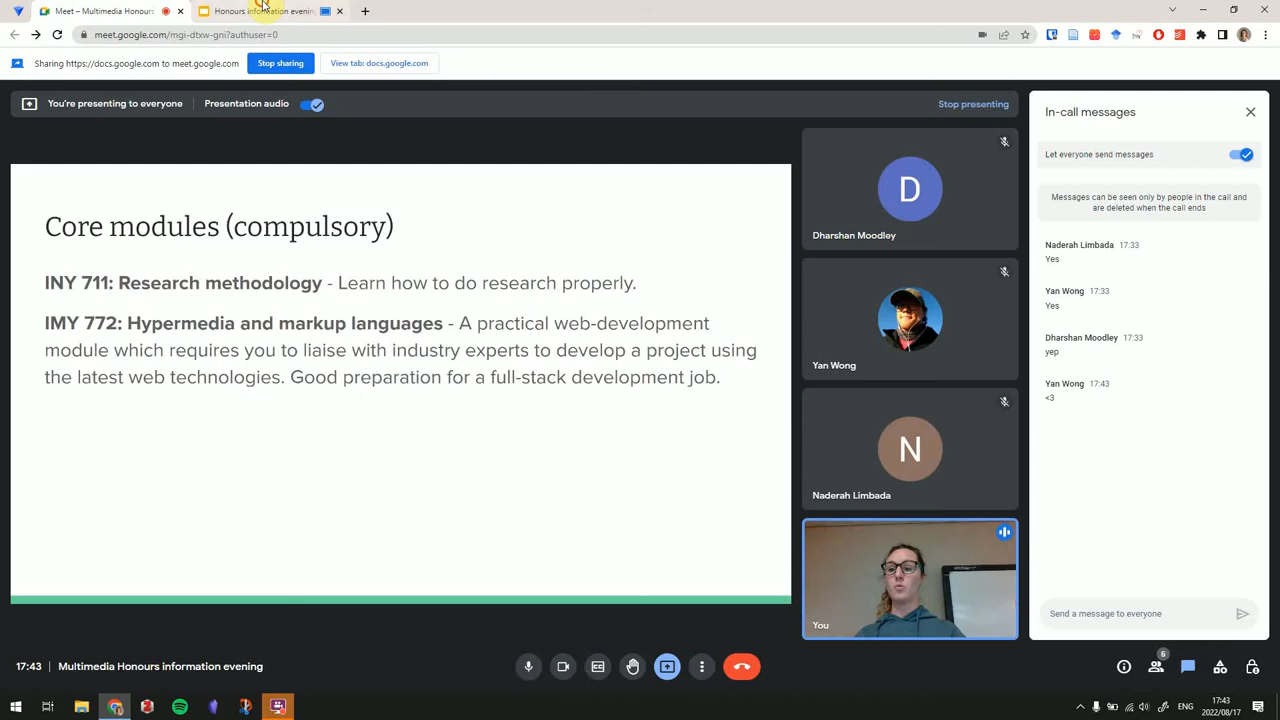 Meet – Multimedia Honours
Honours information evening
meet.google.com/mgi-dtxw-gni?authuser=0
Sharing https://docs.google.com to meet.google.com
Stop sharing
View tab: docs.google.com
You're presenting to everyone
Presentation audio
Stop presenting
Core modules (compulsory)
INY 711: Research methodology - Learn how to do research properly.
IMY 772: Hypermedia and markup languages - A practical web-development
module which requires you to liaise with industry experts to develop a project using
the latest web technologies. Good preparation for a full-stack development job.
D
Dharshan Moodley
Yan Wong
N
Naderah Limbada
You
In-call messages
Let everyone send messages
Messages can be seen only by people in the call and
are deleted when the call ends
Naderah Limbada 17:33
Yes
Yan Wong 17:33
Yes
Dharshan Moodley 17:33
yep
Yan Wong 17:43
<3
Send a message to everyone
17:43 | Multimedia Honours information evening
ENG
17:43
2022/08/17